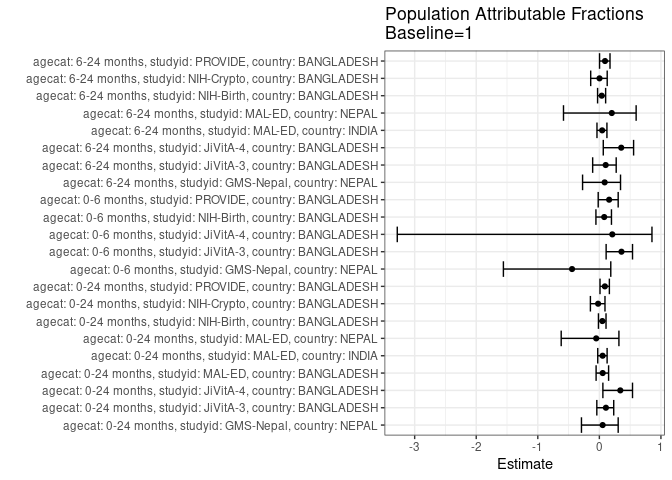 Population Attributable Fractions
Baseline=1
agecat: 6-24 months, studyid: PROVIDE, country: BANGLADESH
agecat: 6-24 months, studyid: NIH-Crypto, country: BANGLADESH
agecat: 6-24 months, studyid: NIH-Birth, country: BANGLADESH
agecat: 6-24 months, studyid: MAL-ED, country: NEPAL
agecat: 6-24 months, studyid: MAL-ED, country: INDIA
agecat: 6-24 months, studyid: JiVitA-4, country: BANGLADESH
agecat: 6-24 months, studyid: JiVitA-3, country: BANGLADESH
agecat: 6-24 months, studyid: GMS-Nepal, country: NEPAL
agecat: 0-6 months, studyid: PROVIDE, country: BANGLADESH
agecat: 0-6 months, studyid: NIH-Birth, country: BANGLADESH
agecat: 0-6 months, studyid: JiVitA-4, country: BANGLADESH
agecat: 0-6 months, studyid: JiVitA-3, country: BANGLADESH
agecat: 0-6 months, studyid: GMS-Nepal, country: NEPAL
agecat: 0-24 months, studyid: PROVIDE, country: BANGLADESH
agecat: 0-24 months, studyid: NIH-Crypto, country: BANGLADESH
agecat: 0-24 months, studyid: NIH-Birth, country: BANGLADESH
agecat: 0-24 months, studyid: MAL-ED, country: NEPAL
agecat: 0-24 months, studyid: MAL-ED, country: INDIA
agecat: 0-24 months, studyid: MAL-ED, country: BANGLADESH
agecat: 0-24 months, studyid: JiVitA-4, country: BANGLADESH
agecat: 0-24 months, studyid: JiVitA-3, country: BANGLADESH
agecat: 0-24 months, studyid: GMS-Nepal, country: NEPAL
-3 -2 -1 0 1
Estimate